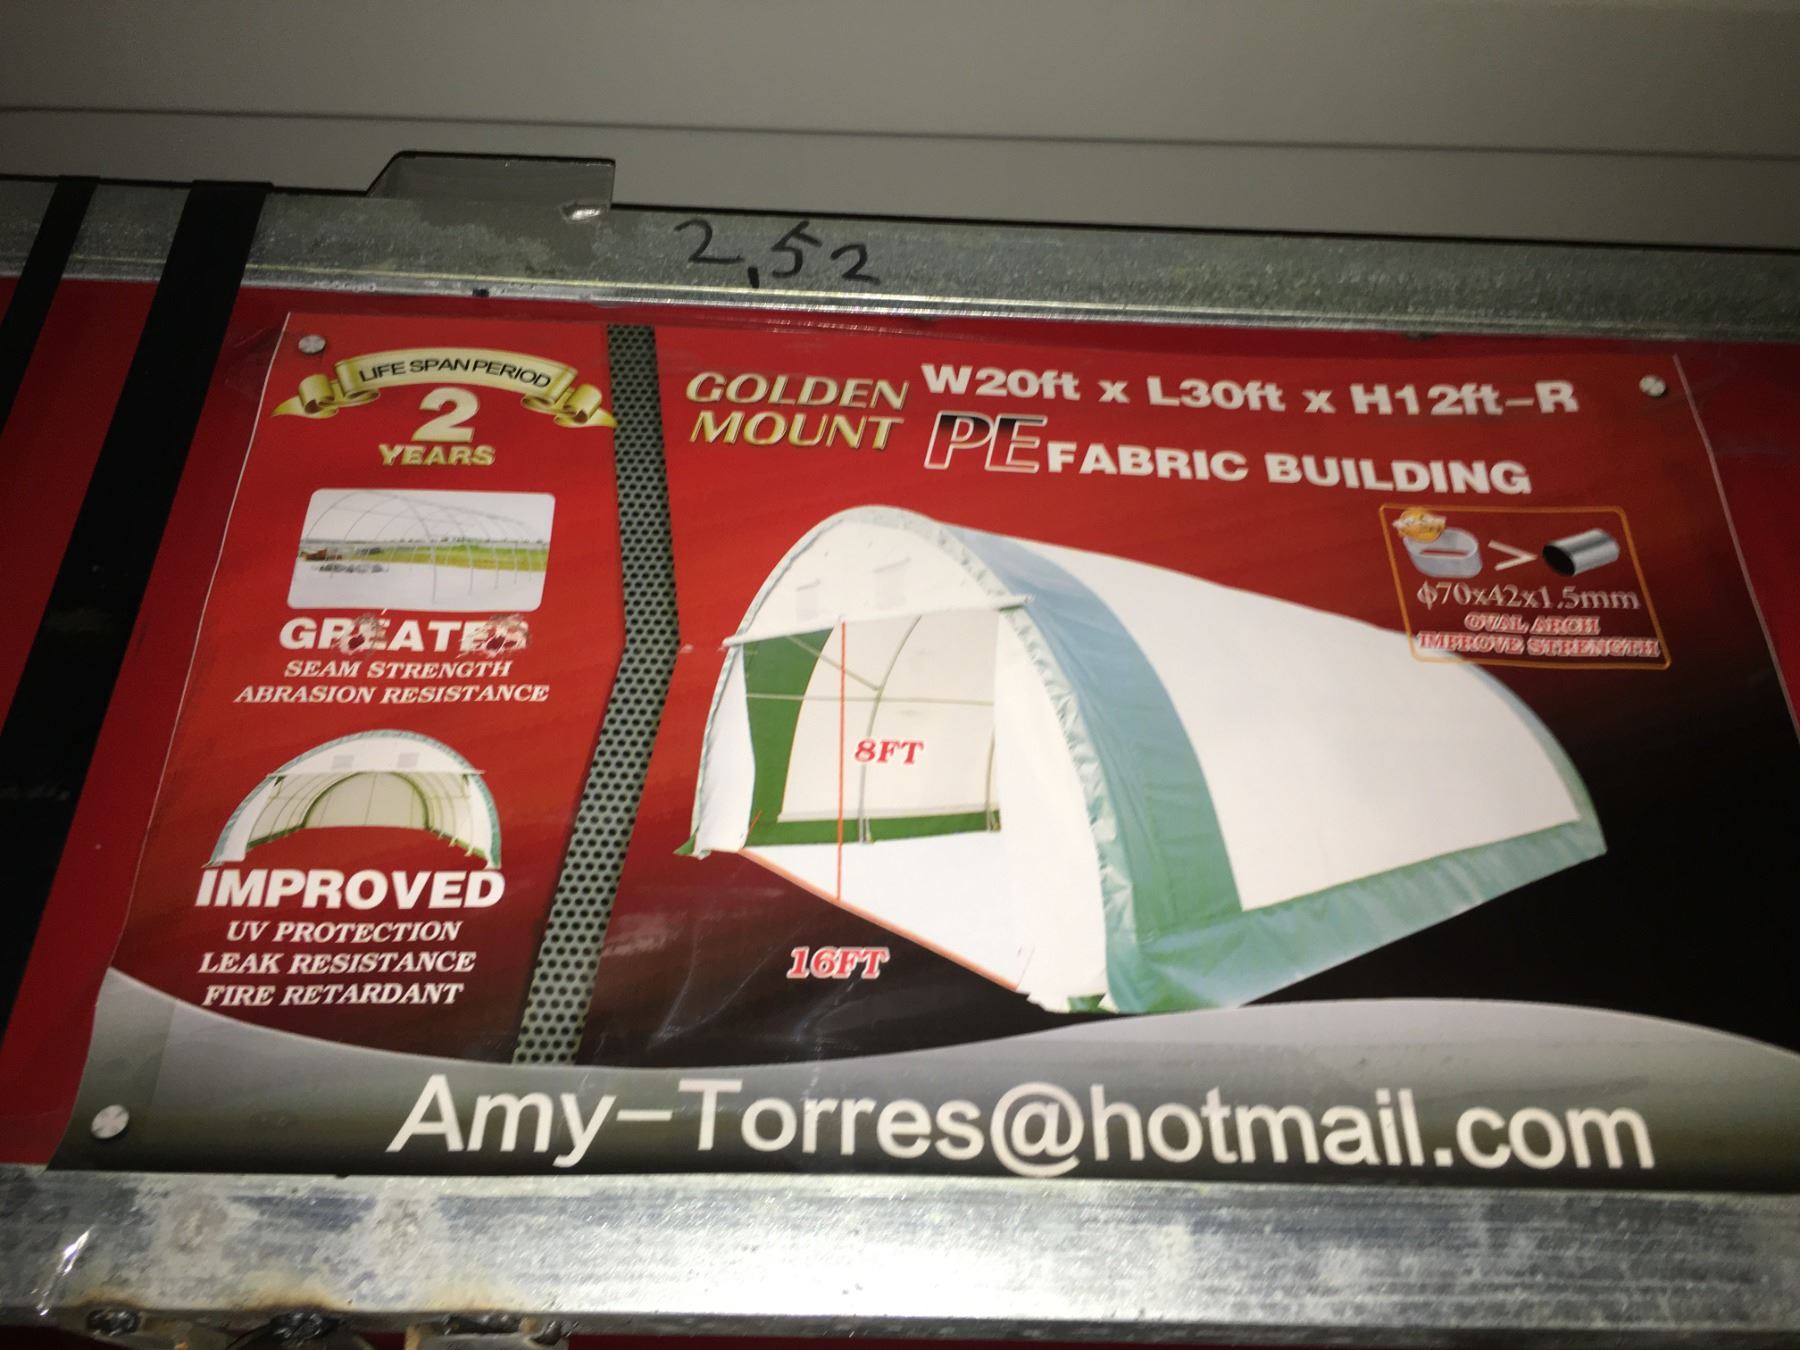 2,52
LIFE SPAN PERIOD
2
YEARS
GOLDEN
MOUNT
W20ft x L30ft x H12ft-R
PE FABRIC BUILDING
GREATER
SEAM STRENGTH
ABRASION RESISTANCE
ϕ70x42x1.5mm
OVAL ARCH
IMPROVE STRENGTH
8FT
16FT
IMPROVED
UV PROTECTION
LEAK RESISTANCE
FIRE RETARDANT
Amy-Torres@hotmail.com